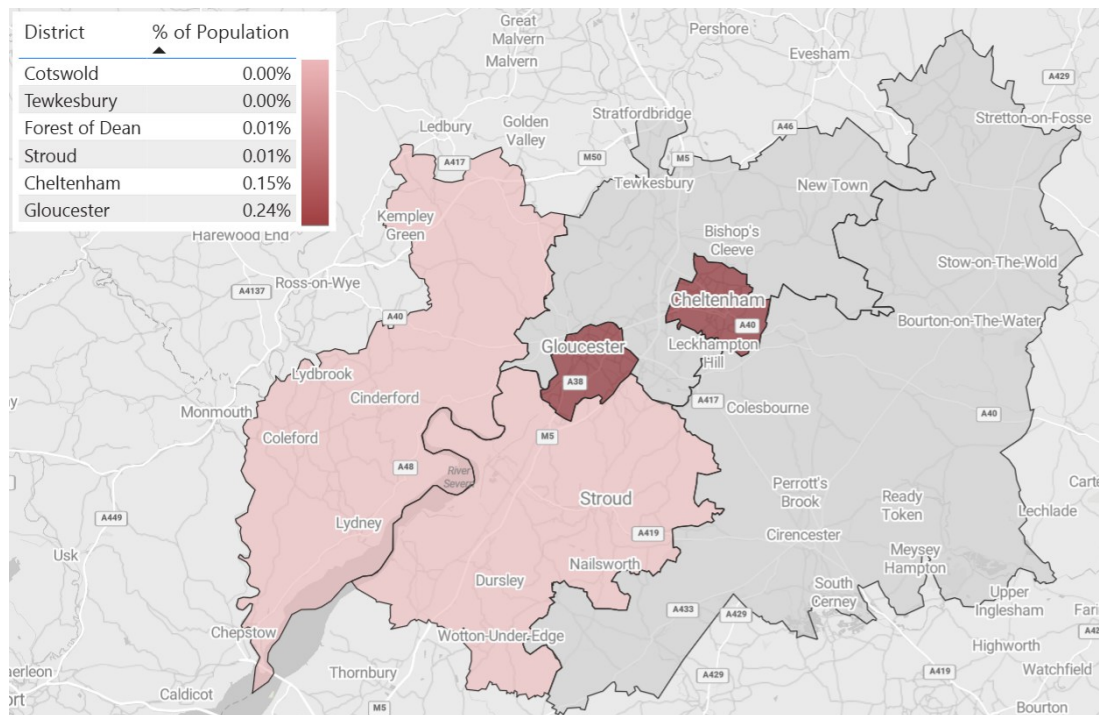 District % of Population
Cotswold 0.00%
Tewkesbury 0.00%
Forest of Dean 0.01%
Stroud 0.01%
Cheltenham 0.15%
Gloucester 0.24%
Great
Malvern
Malvern
Pershore
Evesham
A429
Stretton-on-Fosse
Stratfordbridge
Golden
Valley
Ledbury
A417
M50
M5
A46
Tewkesbury
New Town
Kempley
Green
Harewood End
Bishop's
Cleeve
Stow-on-The-Wold
Ross-on-Wye
A4137
Cheltenham
A40
A40
Bourton-on-The-Water
Gloucester
Leckhampton
Hill
Lydbrook
A38
Cinderford
Monmouth
A417
Colesbourne
A40
Coleford
M5
A48
River
Severn
Stroud
Perrott's
Brook
Ready
Token
Lechlade
A449
Lydney
A419
Cirencester
Usk
Nailsworth
Meysey
Hampton
Dursley
South
Cerney
Upper
Inglesham
A433
A429
Chepstow
Wotton-Under-Edge
Highworth
Thornbury
A429
A419
Watchfield
Caldicot
M5
Bourton